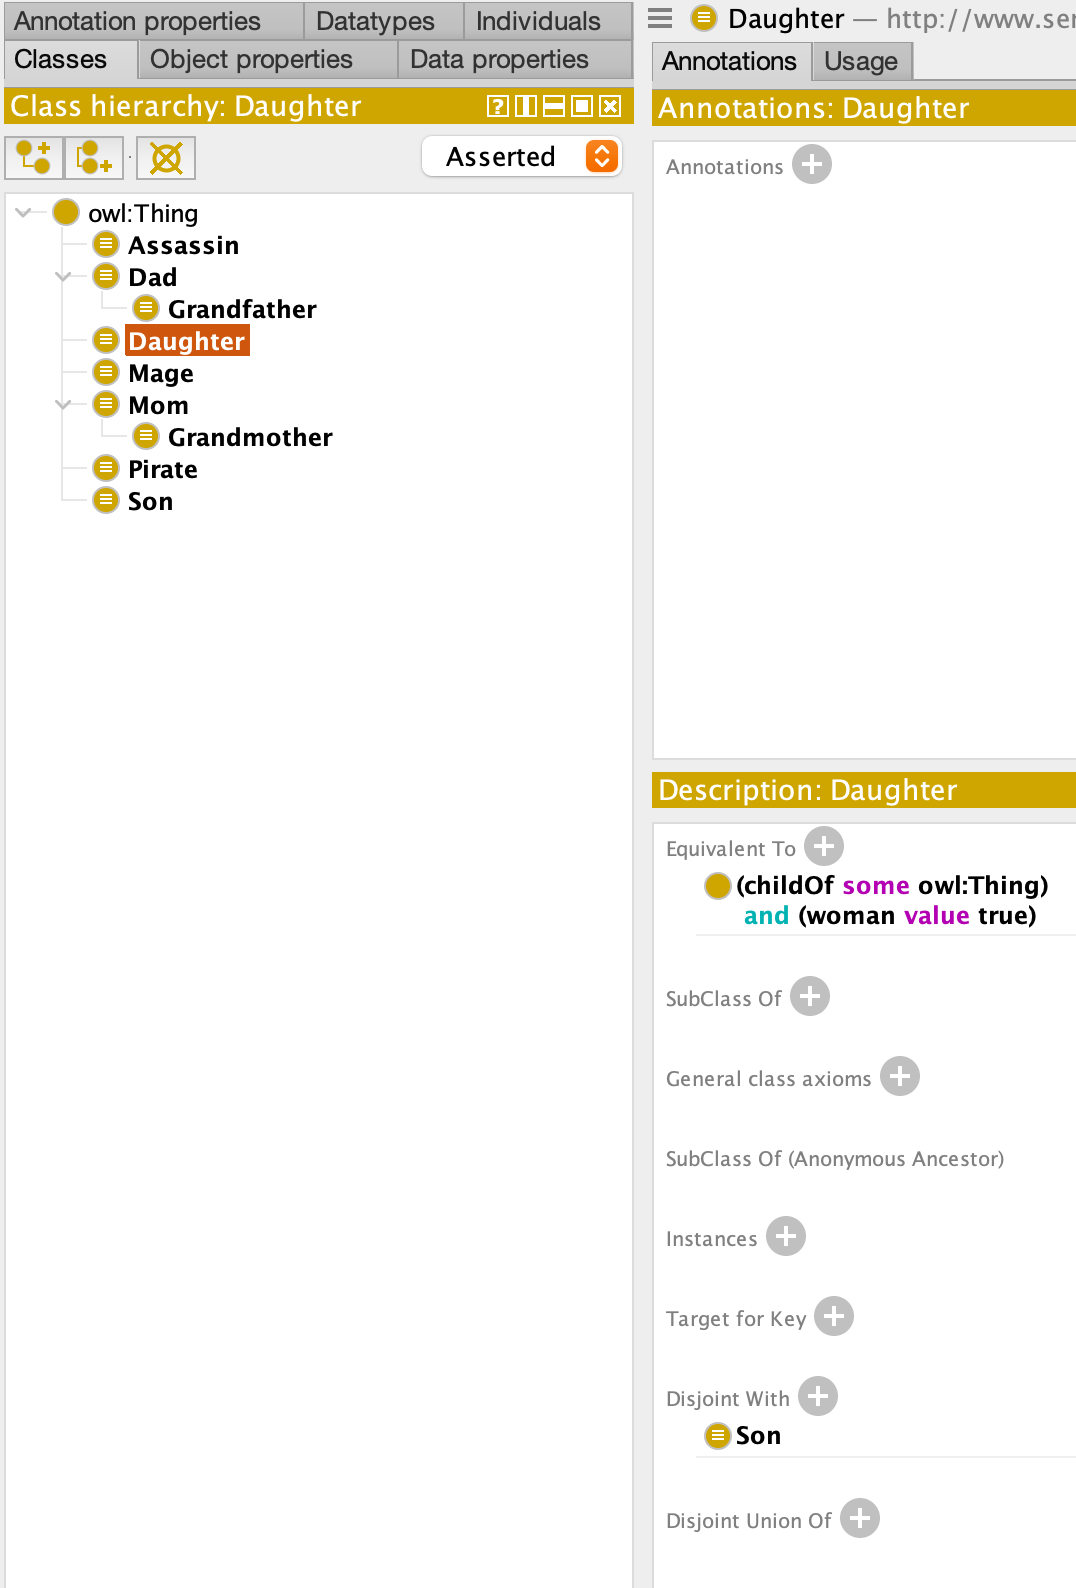 Annotation properties
Datatypes
Individuals
Classes
Object properties
Data properties
Class hierarchy: Daughter
Asserted
owl:Thing
Assassin
Dad
Grandfather
Daughter
Mage
Mom
Grandmother
Pirate
Son
Daughter — http://www.se
Annotations
Usage
Annotations: Daughter
Annotations
Description: Daughter
Equivalent To
(childOf some owl:Thing)
and (woman value true)
SubClass Of
General class axioms
SubClass Of (Anonymous Ancestor)
Instances
Target for Key
Disjoint With
Son
Disjoint Union Of